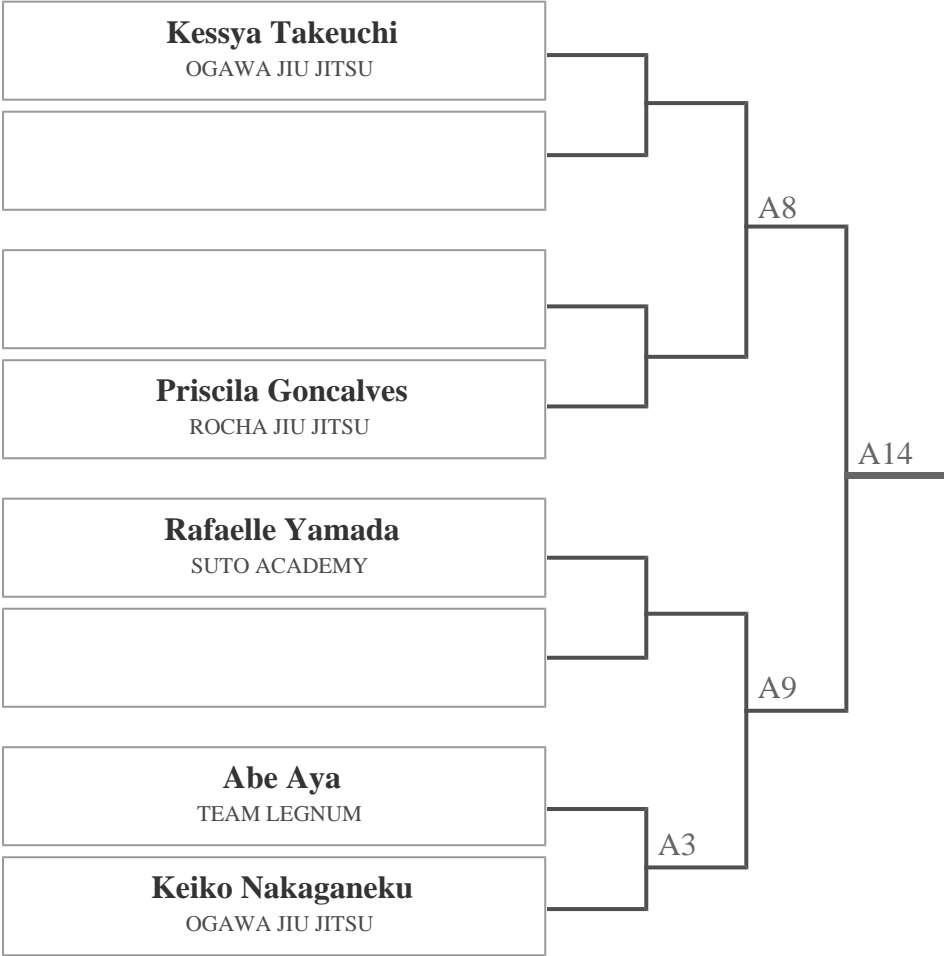 Kessya Takeuchi
OGAWA JIU JITSU
A8
Priscila Goncalves
ROCHA JIU JITSU
A14
Rafaelle Yamada
SUTO ACADEMY
A9
Abe Aya
TEAM LEGNUM
A3
Keiko Nakaganeku
OGAWA JIU JITSU